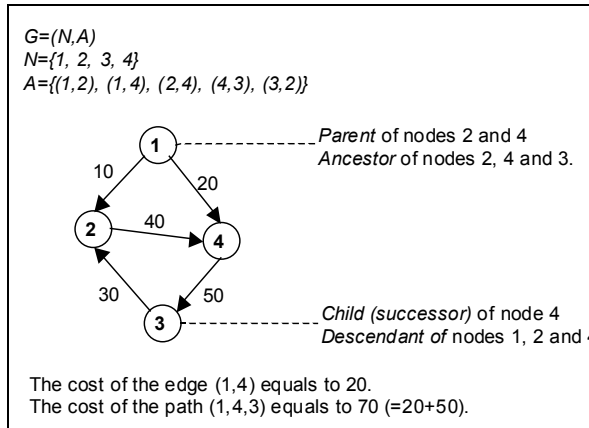 G=(N,A)
N={1, 2, 3, 4}
A={(1,2), (1,4), (2,4), (4,3), (3,2)}
1
Parent of nodes 2 and 4
Ancestor of nodes 2, 4 and 3.
10
20
2
40
4
30
50
3
Child (successor) of node 4
Descendant of nodes 1, 2 and 4
The cost of the edge (1,4) equals to 20.
The cost of the path (1,4,3) equals to 70 (=20+50).